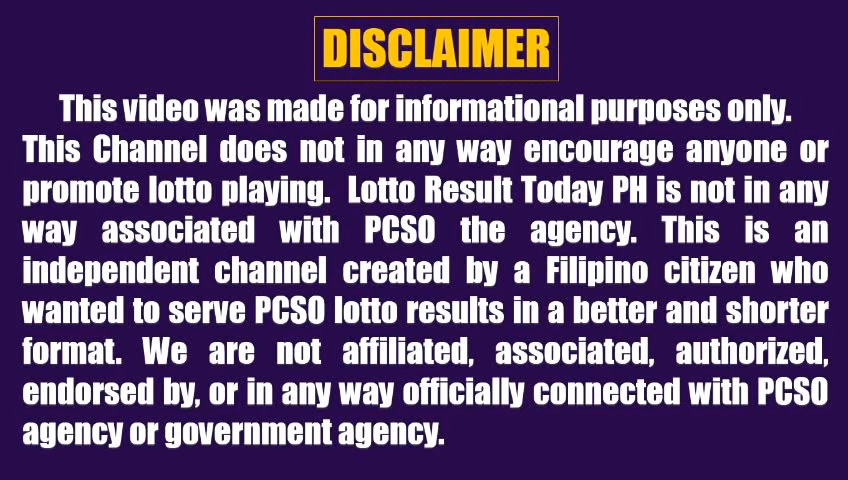 DISCLAIMER
This video was made for informational purposes only.
This Channel does not in any way encourage anyone or
promote lotto playing. Lotto Result Today PH is not in any
way associated with PCSO the agency. This is an
independent channel created by a Filipino citizen who
wanted to serve PCSO lotto results in a better and shorter
format. We are not affiliated, associated, authorized,
endorsed by, or in any way officially connected with PCSO
agency or government agency.